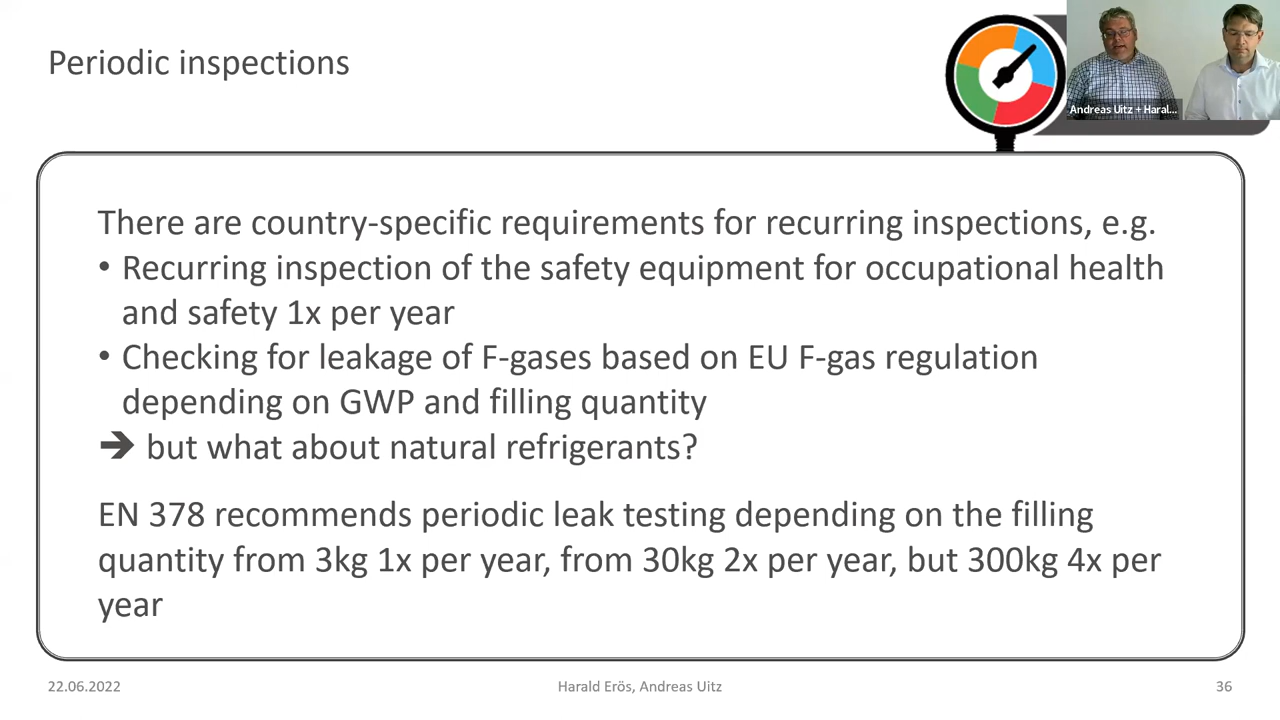 Periodic inspections
Andreas Uitz + Haral...
There are country-specific requirements for recurring inspections, e.g.
• Recurring inspection of the safety equipment for occupational health
and safety 1x per year
• Checking for leakage of F-gases based on EU F-gas regulation
depending on GWP and filling quantity
➔ but what about natural refrigerants?
EN 378 recommends periodic leak testing depending on the filling
quantity from 3kg 1x per year, from 30kg 2x per year, but 300kg 4x per
year
22.06.2022
Harald Erös, Andreas Uitz
36